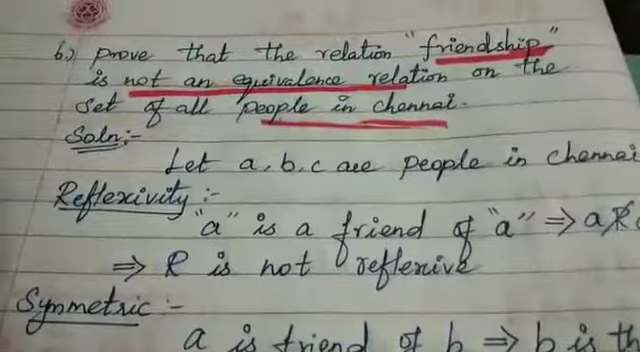 6.) prove that the relation "friendship"
is not an equivalence relation on the
set of all people in chennai.
Soln:-
Let a, b, c are people in chennai
Reflexivity :-
"a" is a friend of "a" ⇒ a R̸
⇒ R is not reflexive
Symmetric :-
a is friend of b ⇒ b is th